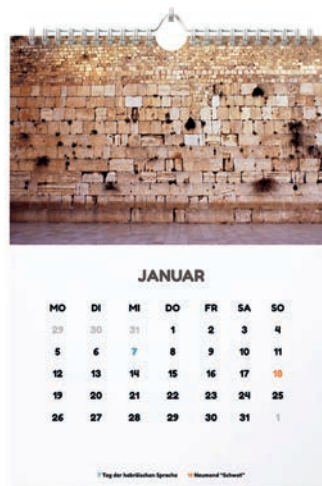 JANUAR
MO DI MI DO FR SA SO
29 30 31 1 2 3 4
5 6 7 8 9 10 11
12 13 14 15 16 17 18
19 20 21 22 23 24 25
26 27 28 29 30 31 1
7 Tag der hebräischen Sprache 18 Neumond "Schwat"